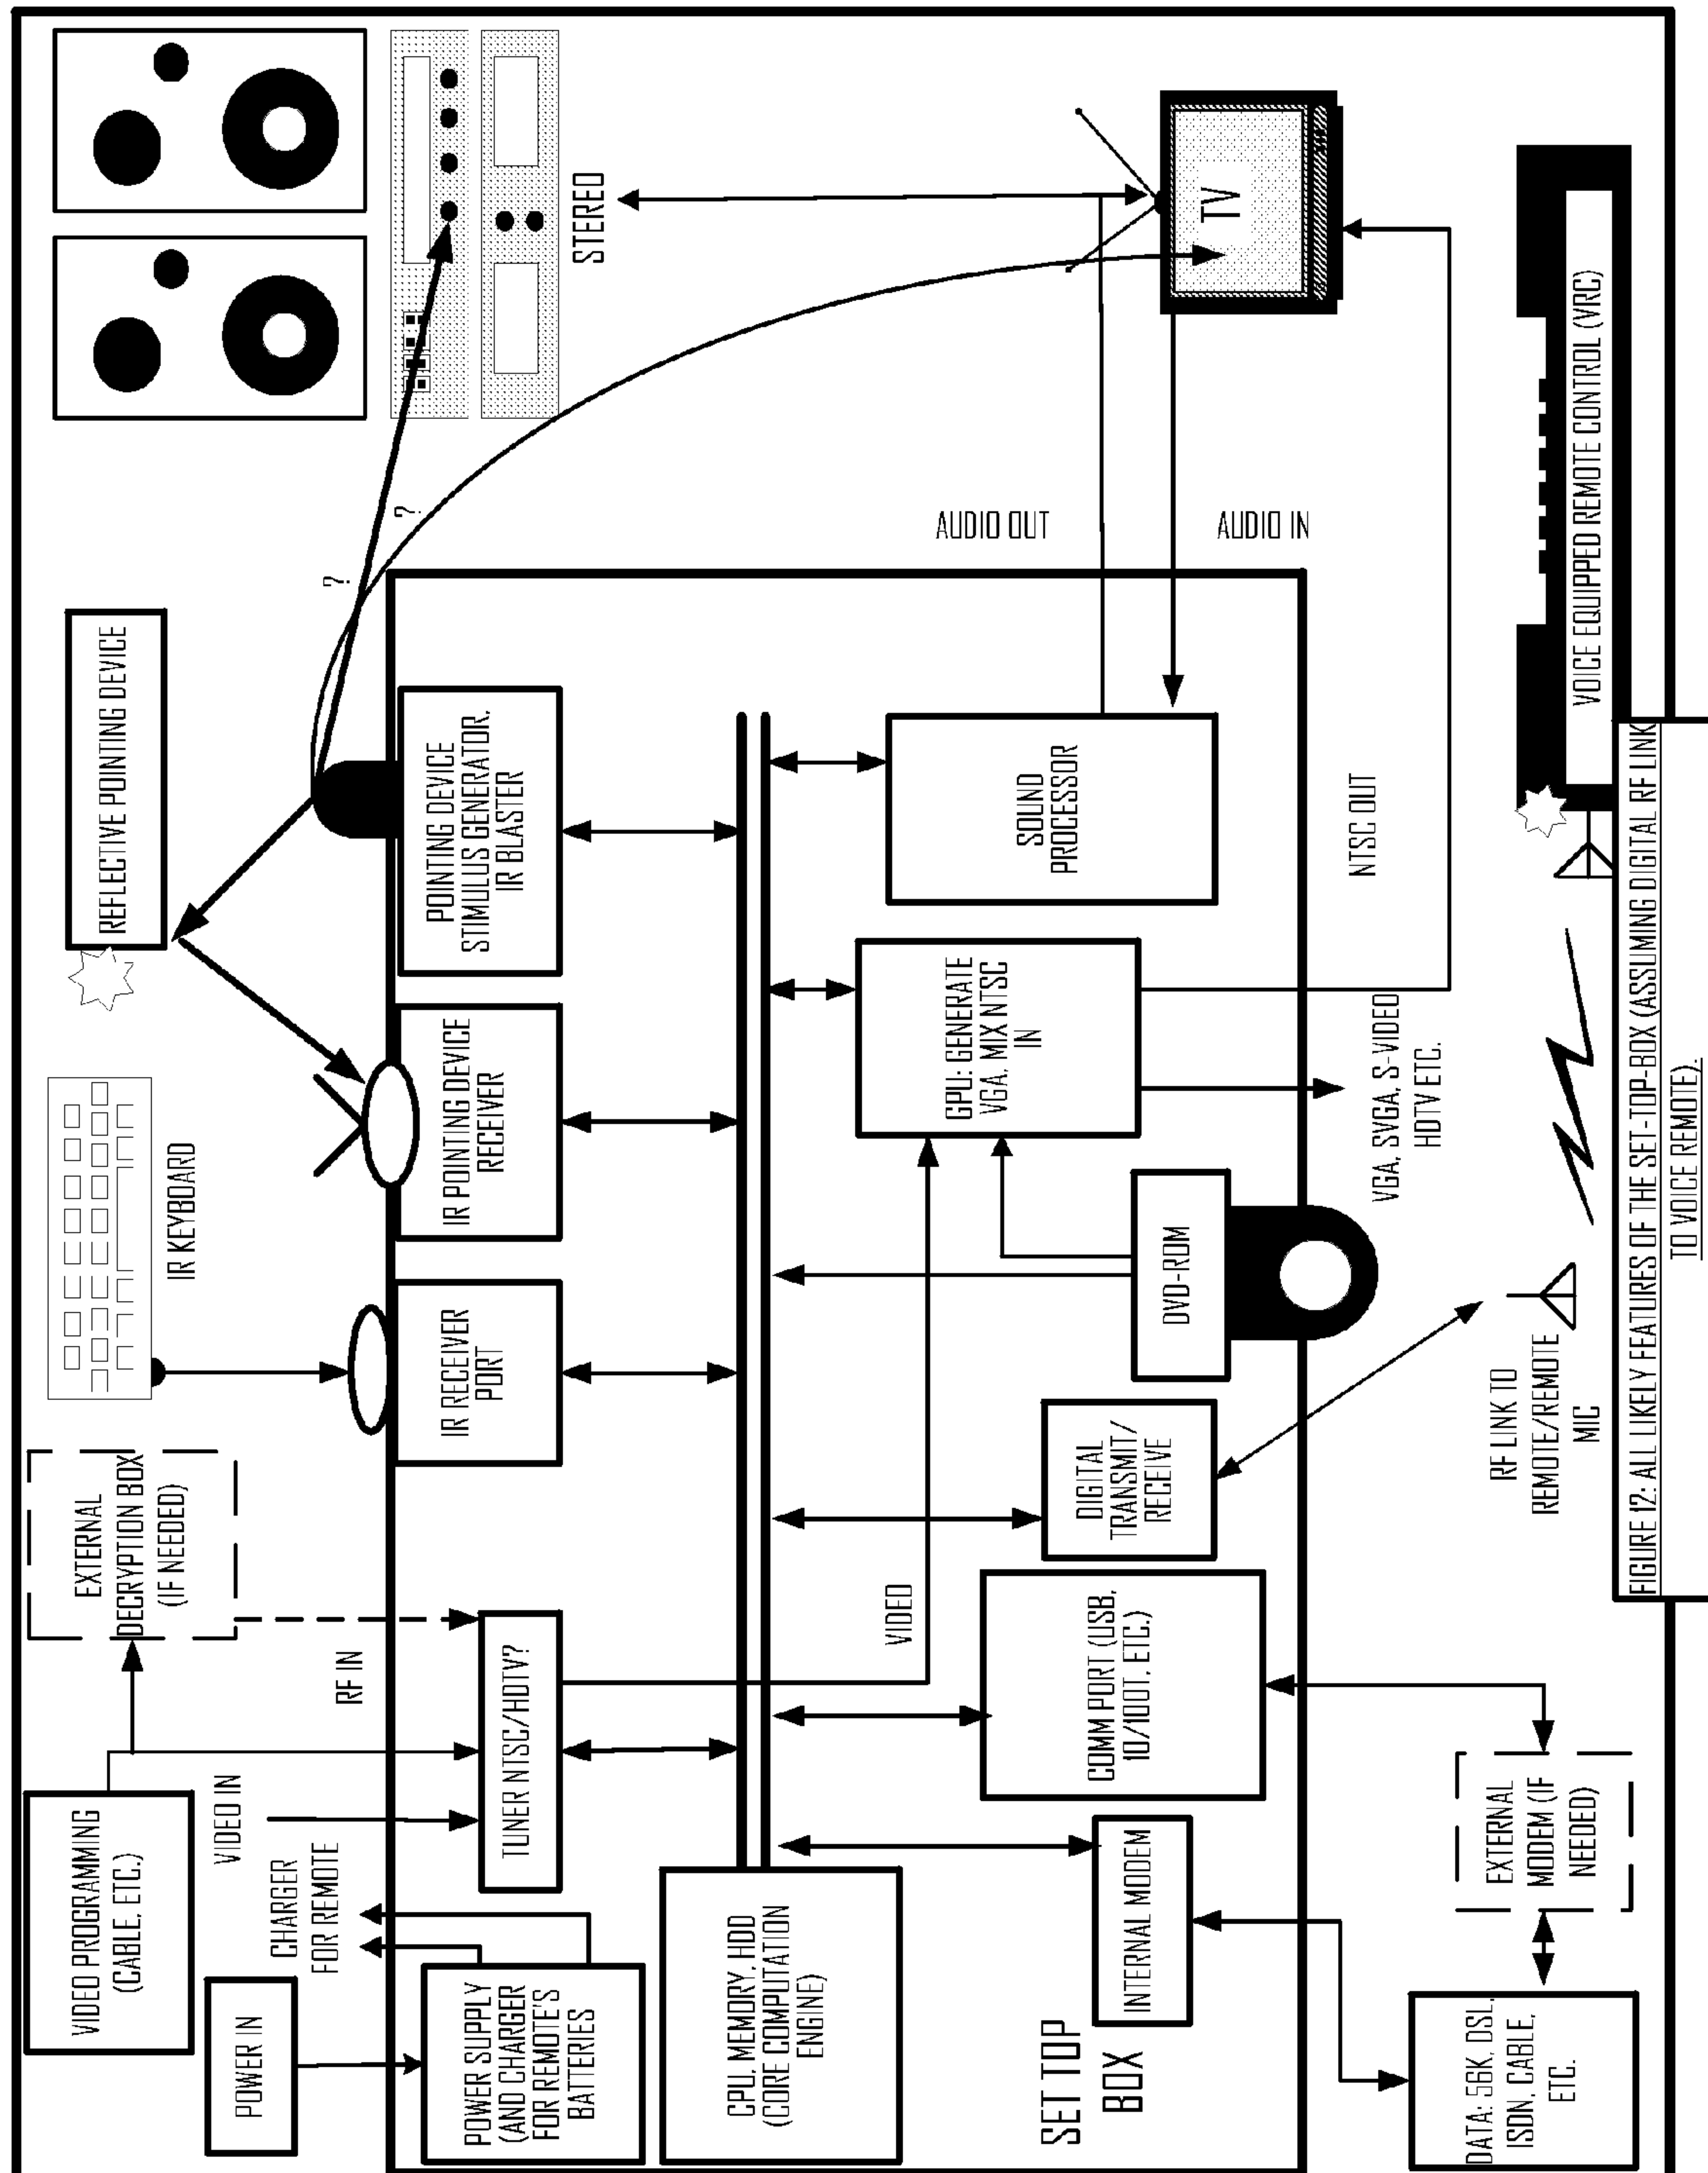 VIDEO PROGRAMMING
(CABLE, ETC.)
EXTERNAL
DECRYPTION BOX
(IF NEEDED)
IR KEYBOARD
REFLECTIVE POINTING DEVICE
POWER IN
VIDEO IN
CHARGER
FOR REMOTE
RF IN
?
?
STEREO
POWER SUPPLY
(AND CHARGER
FOR REMOTE'S
BATTERIES
TUNER NTSC/HDTV?
IR RECEIVER
PORT
IR POINTING DEVICE
RECEIVER
POINTING DEVICE
STIMULUS GENERATOR,
IR BLASTER
CPU, MEMORY, HDD
(CORE COMPUTATION
ENGINE)
VIDEO
GPU: GENERATE
VGA, MIX NTSC
IN
SOUND
PROCESSOR
AUDIO OUT
AUDIO IN
TV
SET TOP
BOX
INTERNAL MODEM
COMM PORT (USB,
10/100T, ETC.)
DIGITAL
TRANSMIT/
RECEIVE
DVD-ROM
NTSC OUT
VGA, SVGA, S-VIDEO
HDTV ETC.
DATA: 56K, DSL,
ISDN, CABLE,
ETC.
EXTERNAL
MODEM (IF
NEEDED)
RF LINK TO
REMOTE/REMOTE
MIC
VOICE EQUIPPED REMOTE CONTROL (VRC)
FIGURE 12: ALL LIKELY FEATURES OF THE SET-TOP-BOX (ASSUMING DIGITAL RF LINK
TO VOICE REMOTE).